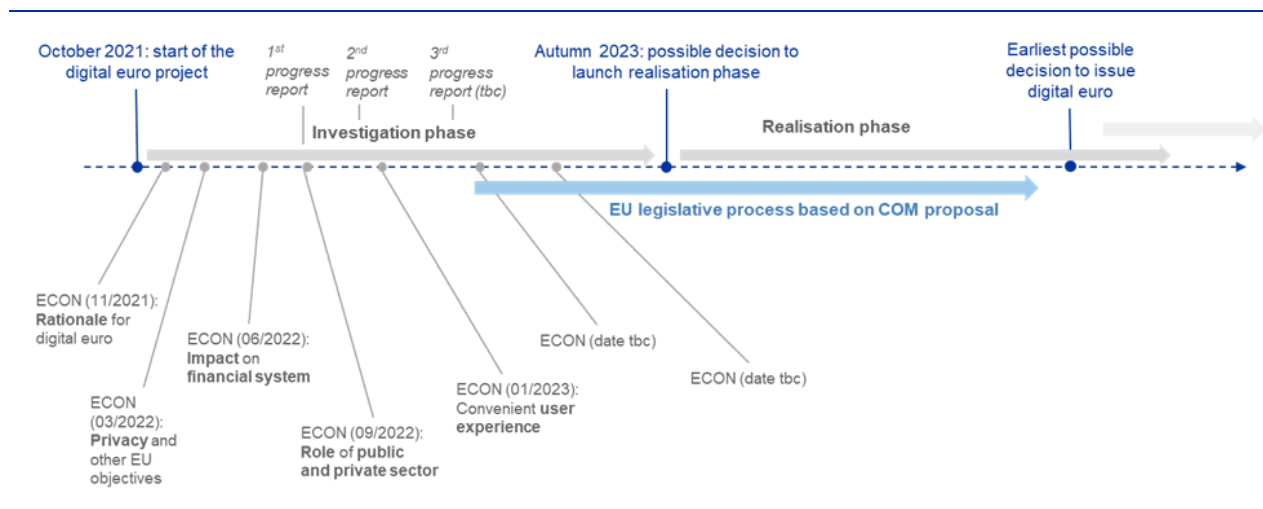 October 2021: start of the
digital euro project
1st
progress
report
2nd
progress
report
3rd
progress
report (tbc)
Autumn 2023: possible decision to
launch realisation phase
Earliest possible
decision to issue
digital euro
Investigation phase
Realisation phase
EU legislative process based on COM proposal
ECON (11/2021):
Rationale for
digital euro
ECON
(03/2022):
Privacy and
other EU
objectives
ECON (06/2022):
Impact on
financial system
ECON (09/2022):
Role of public
and private sector
ECON (01/2023):
Convenient user
experience
ECON (date tbc)
ECON (date tbc)